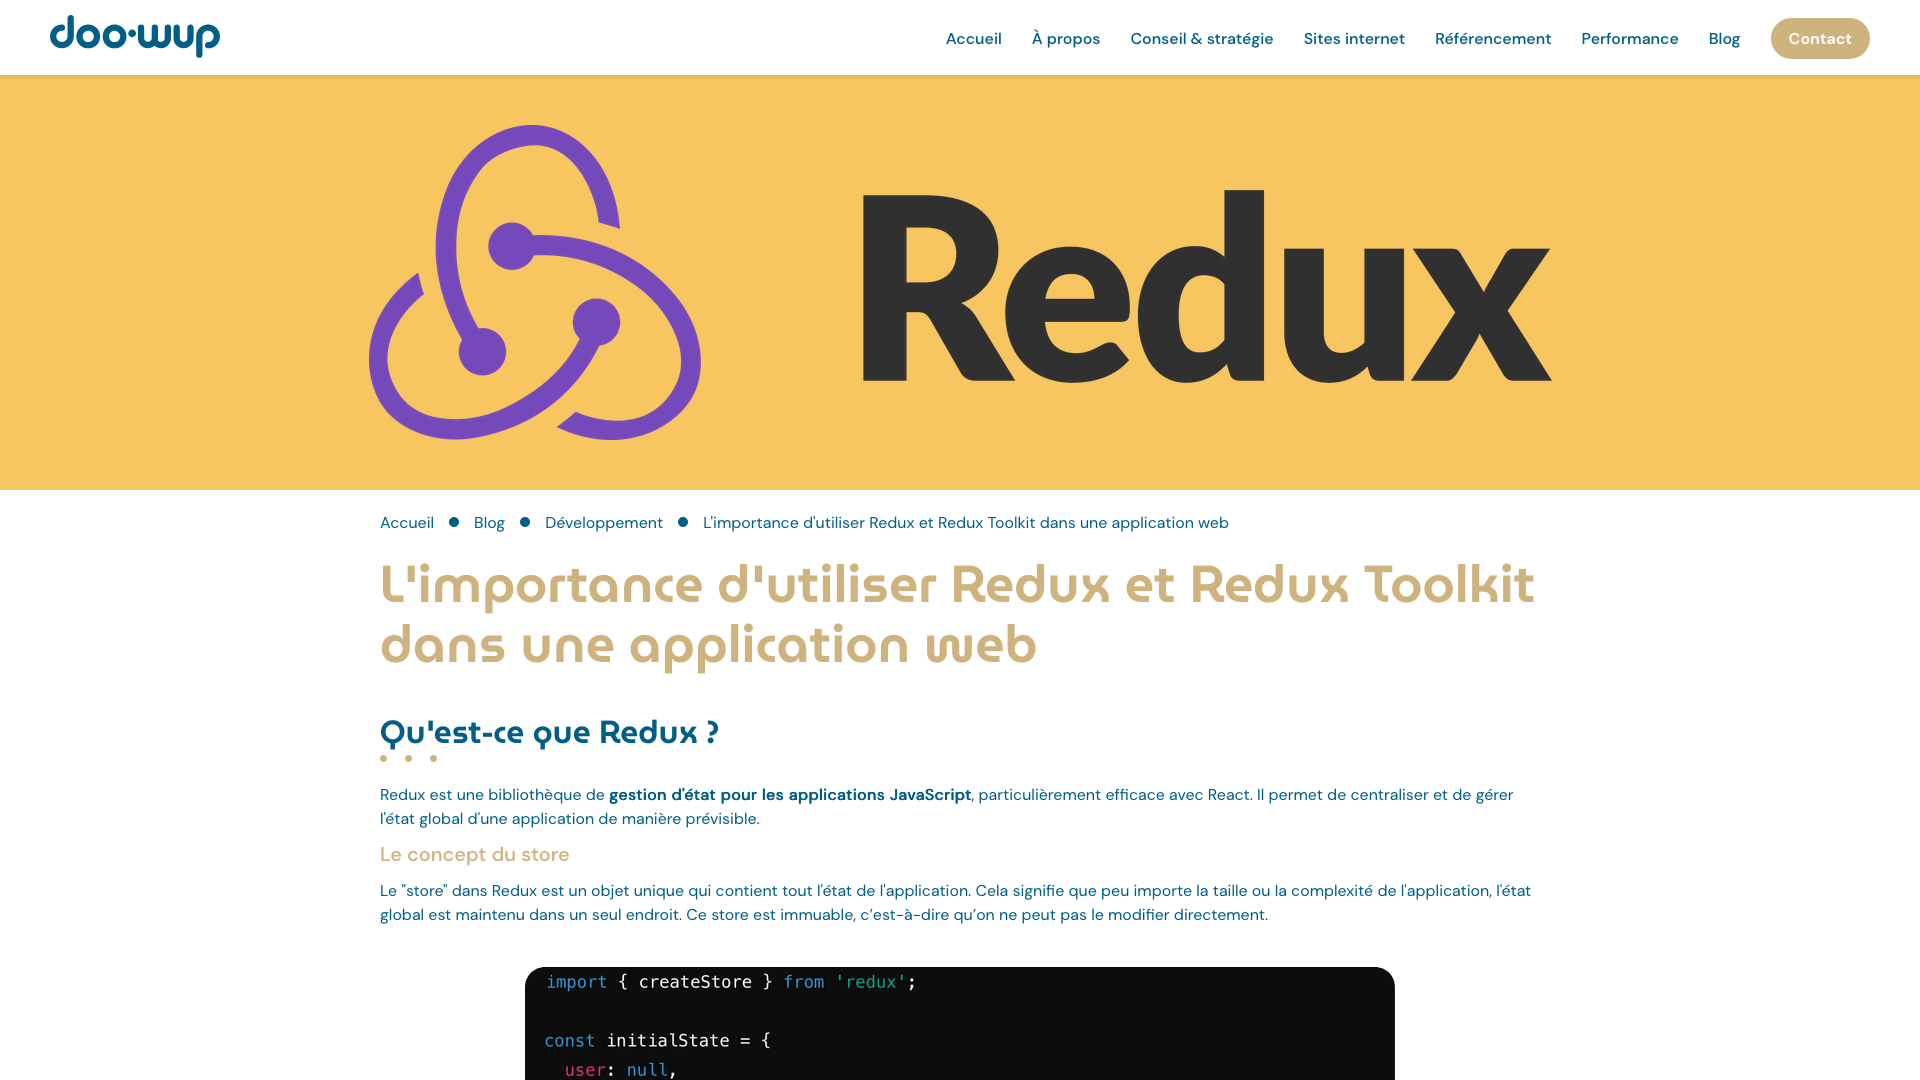 doo·wup
Accueil À propos Conseil & stratégie Sites internet Référencement Performance Blog Contact
Redux
Accueil Blog Développement L'importance d'utiliser Redux et Redux Toolkit dans une application web
L'importance d'utiliser Redux et Redux Toolkit
dans une application web
Qu'est-ce que Redux ?
Redux est une bibliothèque de gestion d'état pour les applications JavaScript, particulièrement efficace avec React. Il permet de centraliser et de gérer
l'état global d'une application de manière prévisible.
Le concept du store
Le "store" dans Redux est un objet unique qui contient tout l'état de l'application. Cela signifie que peu importe la taille ou la complexité de l'application, l'état
global est maintenu dans un seul endroit. Ce store est immuable, c’est-à-dire qu’on ne peut pas le modifier directement.
import { createStore } from 'redux';
const initialState = {
user: null,